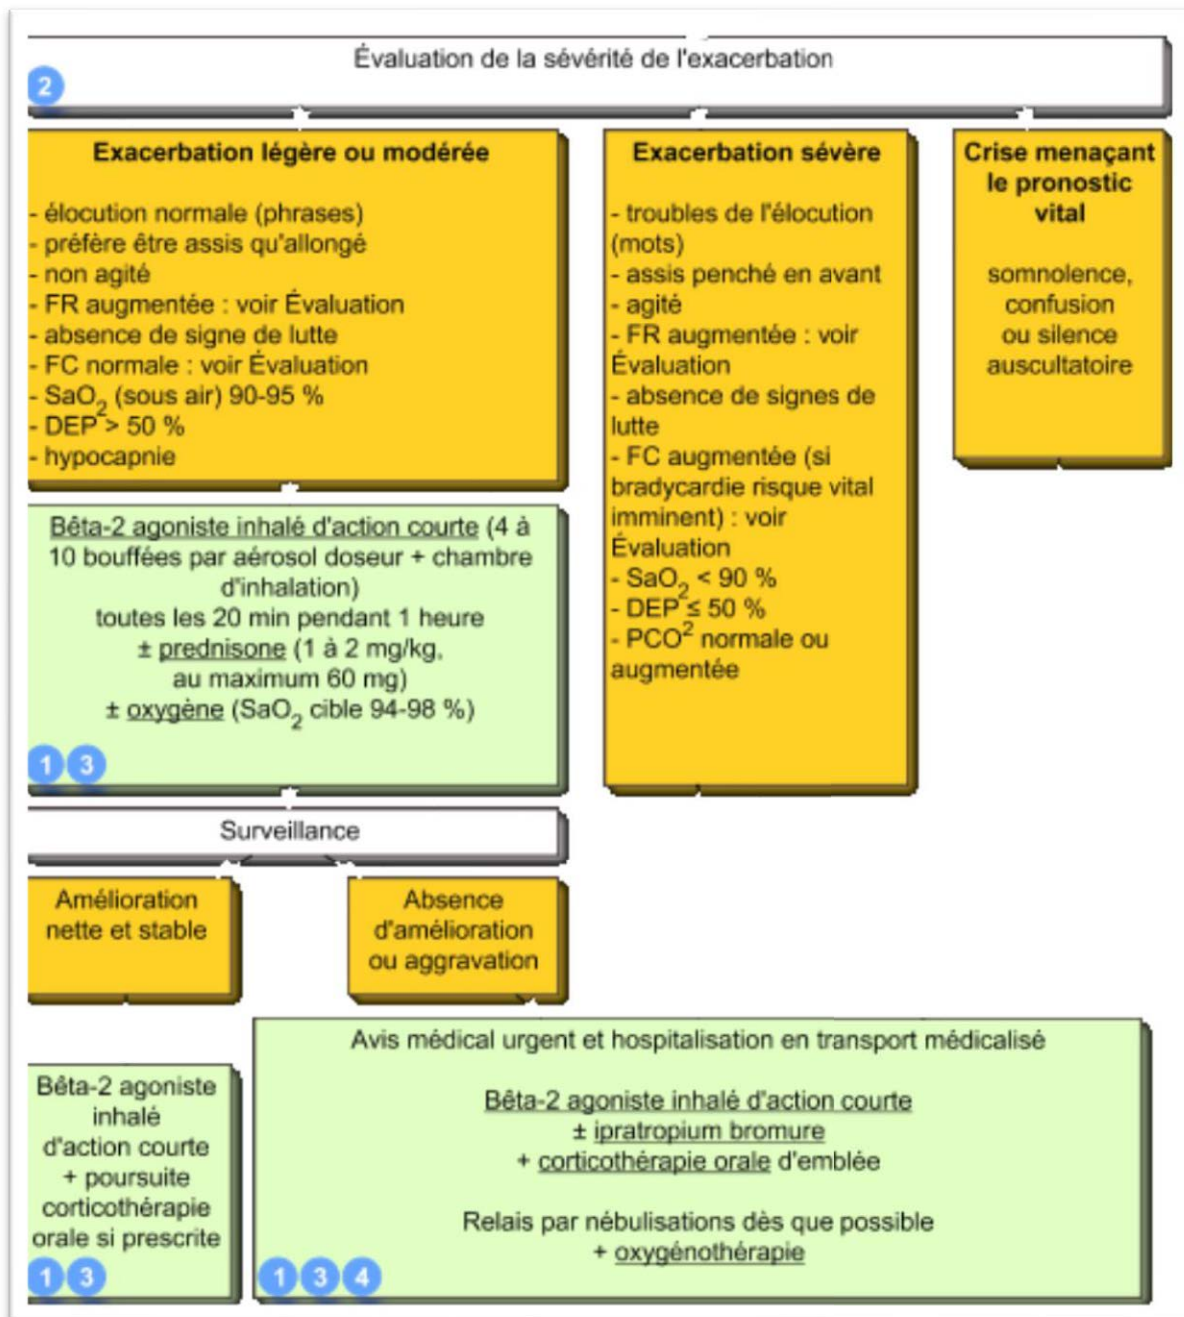 Évaluation de la sévérité de l'exacerbation
2
Exacerbation légère ou modérée
- élocution normale (phrases)
- préfère être assis qu'allongé
- non agité
- FR augmentée : voir Évaluation
- absence de signe de lutte
- FC normale : voir Évaluation
- SaO2 (sous air) 90-95 %
- DEP > 50 %
- hypocapnie
Exacerbation sévère
- troubles de l'élocution
(mots)
- assis penché en avant
- agité
- FR augmentée : voir
Évaluation
- absence de signes de
lutte
- FC augmentée (si
bradycardie risque vital
imminent) : voir
Évaluation
- SaO2 < 90 %
- DEP ≤ 50 %
- PCO2 normale ou
augmentée
Crise menaçant
le pronostic
vital
somnolence,
confusion
ou silence
auscultatoire
Bêta-2 agoniste inhalé d'action courte (4 à
10 bouffées par aérosol doseur + chambre
d'inhalation)
toutes les 20 min pendant 1 heure
± prednisone (1 à 2 mg/kg,
au maximum 60 mg)
± oxygène (SaO2 cible 94-98 %)
1 3
Surveillance
Amélioration
nette et stable
Absence
d'amélioration
ou aggravation
Bêta-2 agoniste
inhalé
d'action courte
+ poursuite
corticothérapie
orale si prescrite
1 3
Avis médical urgent et hospitalisation en transport médicalisé
Bêta-2 agoniste inhalé d'action courte
± ipratropium bromure
+ corticothérapie orale d'emblée
Relais par nébulisations dès que possible
+ oxygénothérapie
1 3 4